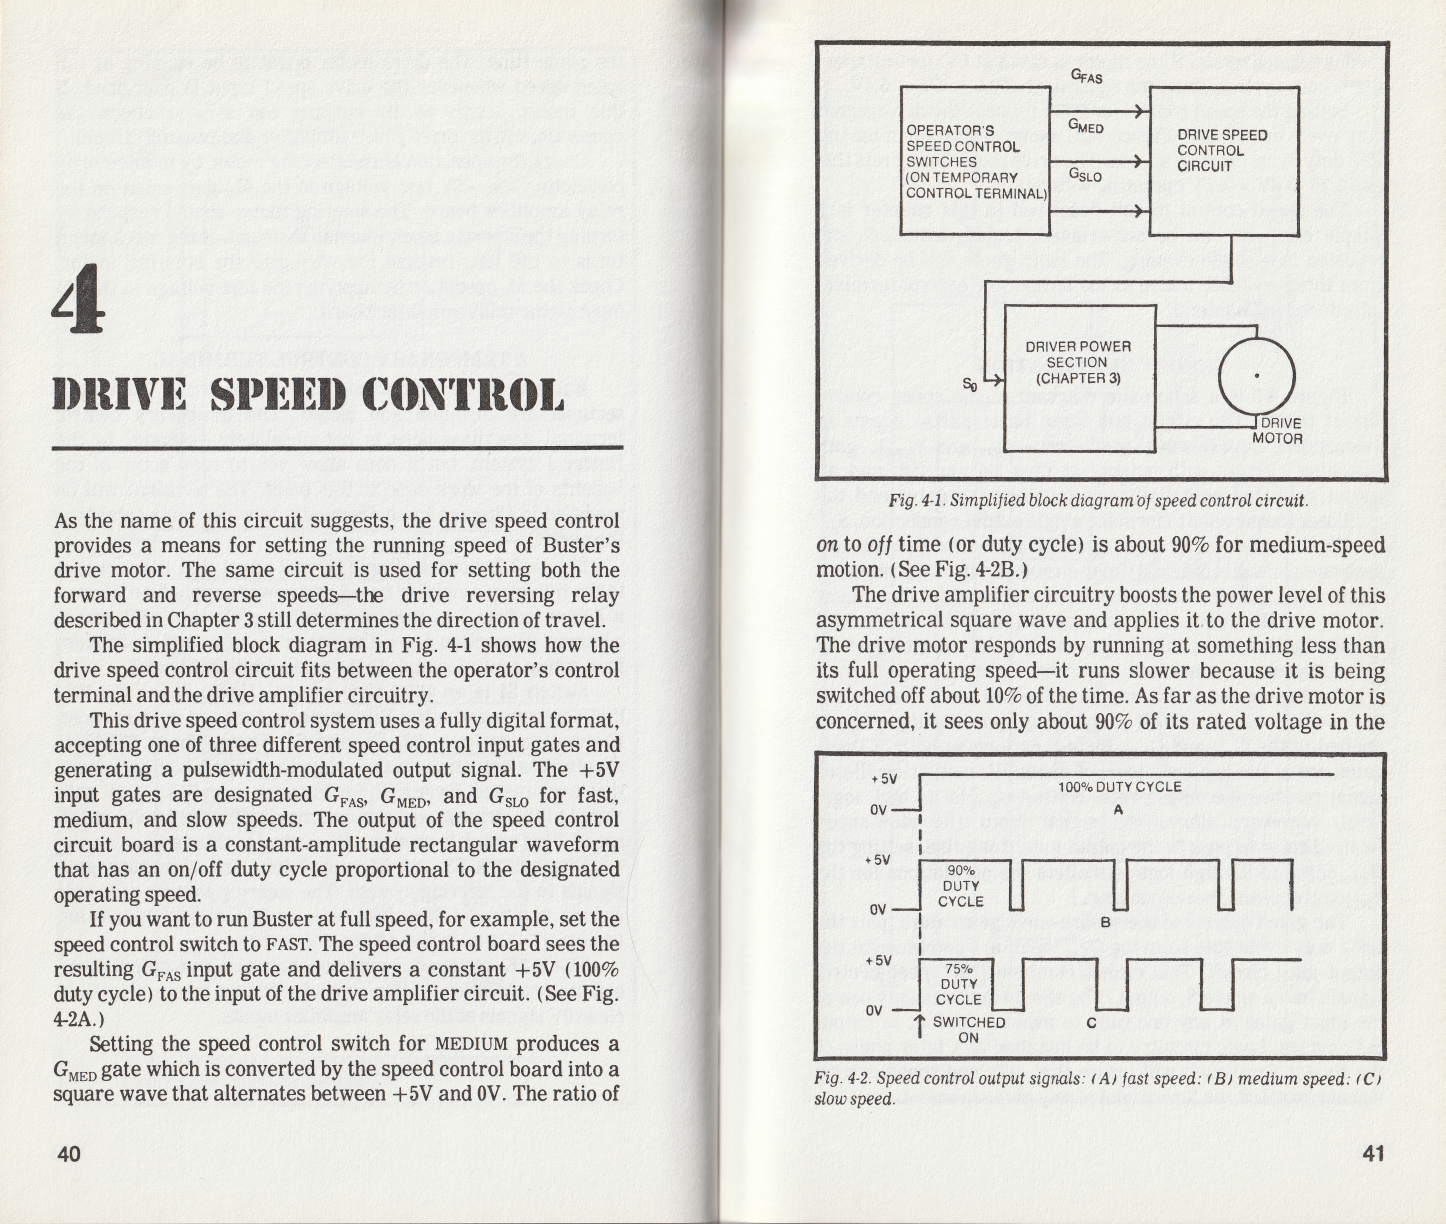 4
DRIVE SPEED CONTROL
As the name of this circuit suggests, the drive speed control
provides a means for setting the running speed of Buster's
drive motor. The same circuit is used for setting both the
forward and reverse speeds—the drive reversing relay
described in Chapter 3 still determines the direction of travel.
The simplified block diagram in Fig. 4-1 shows how the
drive speed control circuit fits between the operator's control
terminal and the drive amplifier circuitry.
This drive speed control system uses a fully digital format,
accepting one of three different speed control input gates and
generating a pulsewidth-modulated output signal. The +5V
input gates are designated GFAS, GMED, and GSLO for fast,
medium, and slow speeds. The output of the speed control
circuit board is a constant-amplitude rectangular waveform
that has an on/off duty cycle proportional to the designated
operating speed.
If you want to run Buster at full speed, for example, set the
speed control switch to FAST. The speed control board sees the
resulting GFAS input gate and delivers a constant +5V (100%
duty cycle) to the input of the drive amplifier circuit. (See Fig.
4-2A.)
Setting the speed control switch for MEDIUM produces a
GMED gate which is converted by the speed control board into a
square wave that alternates between +5V and 0V. The ratio of
40
GFAS
GMED
GSLO
OPERATOR'S
SPEED CONTROL
SWITCHES
(ON TEMPORARY
CONTROL TERMINAL)
DRIVE SPEED
CONTROL
CIRCUIT
DRIVER POWER
SECTION
(CHAPTER 3)
DRIVE
MOTOR
Fig. 4-1. Simplified block diagram of speed control circuit.
on to off time (or duty cycle) is about 90% for medium-speed
motion. (See Fig. 4-2B.)
The drive amplifier circuitry boosts the power level of this
asymmetrical square wave and applies it to the drive motor.
The drive motor responds by running at something less than
its full operating speed—it runs slower because it is being
switched off about 10% of the time. As far as the drive motor is
concerned, it sees only about 90% of its rated voltage in the
+5V
100% DUTY CYCLE
0V
A
+5V
90%
DUTY
CYCLE
0V
B
+5V
75%
DUTY
CYCLE
0V
SWITCHED
ON
C
Fig. 4-2. Speed control output signals: (A) fast speed: (B) medium speed: (C)
slow speed.
41